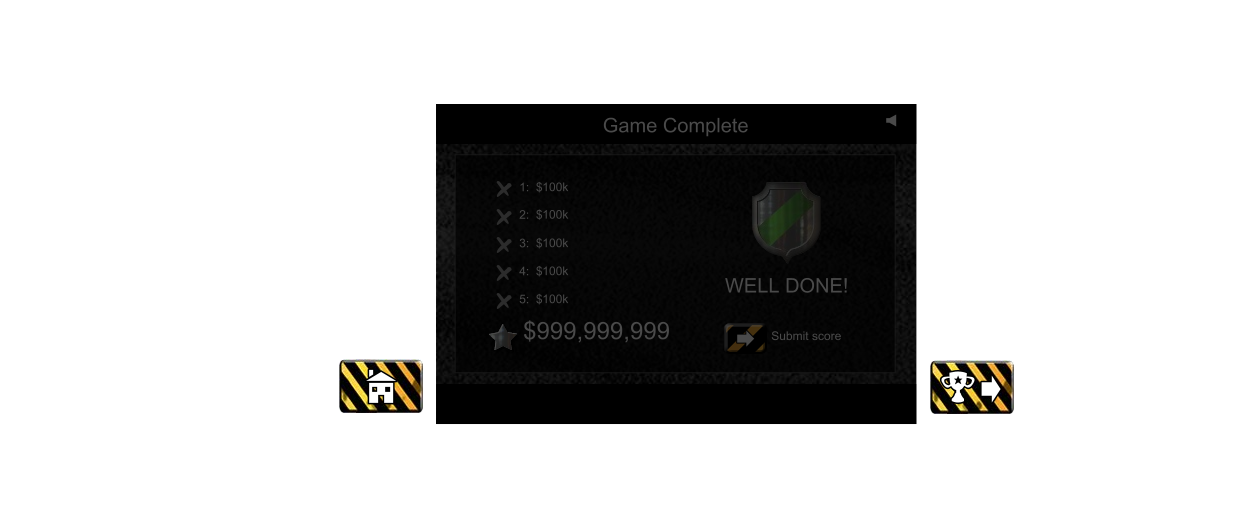 Game Complete
1: $100k
2: $100k
3: $100k
4: $100k
5: $100k
$999,999,999
WELL DONE!
Submit score